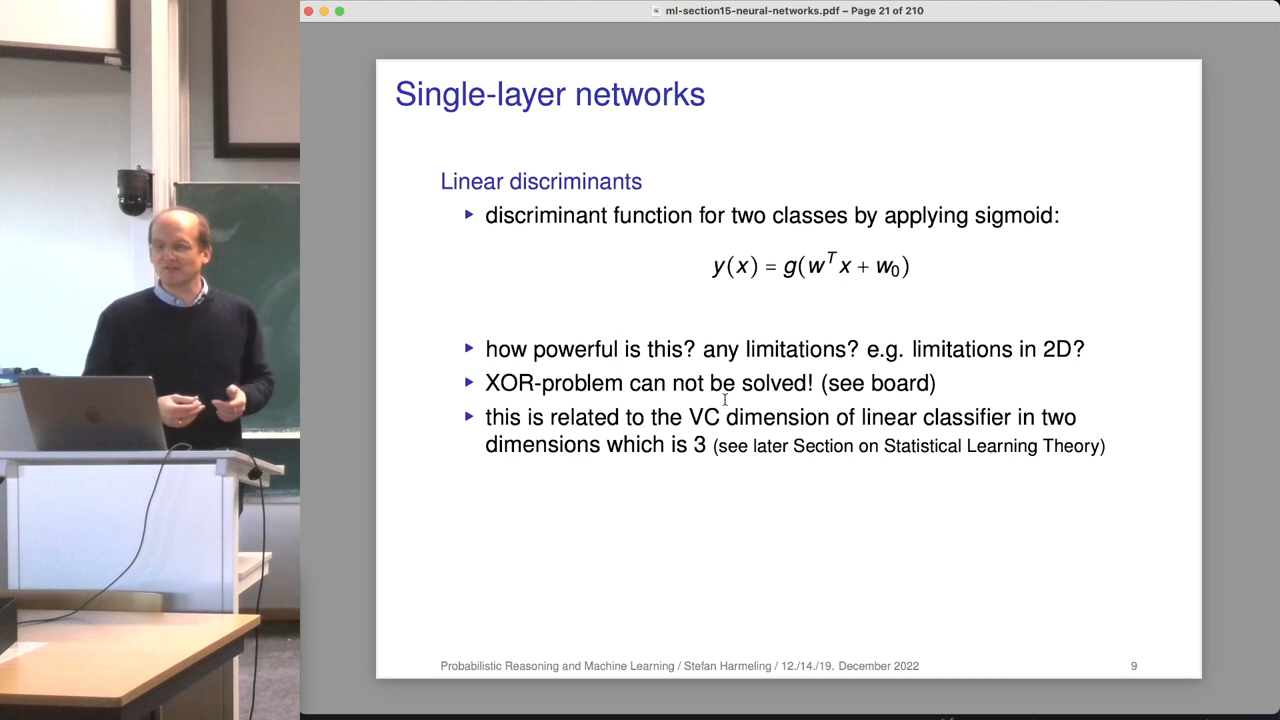 ml-section15-neural-networks.pdf – Page 21 of 210
Single-layer networks
Linear discriminants
▶ discriminant function for two classes by applying sigmoid:
y(x) = g(wᵀx + w₀)
▶ how powerful is this? any limitations? e.g. limitations in 2D?
▶ XOR-problem can not be solved! (see board)
▶ this is related to the VC dimension of linear classifier in two
dimensions which is 3 (see later Section on Statistical Learning Theory)
Probabilistic Reasoning and Machine Learning / Stefan Harmeling / 12./14./19. December 2022
9